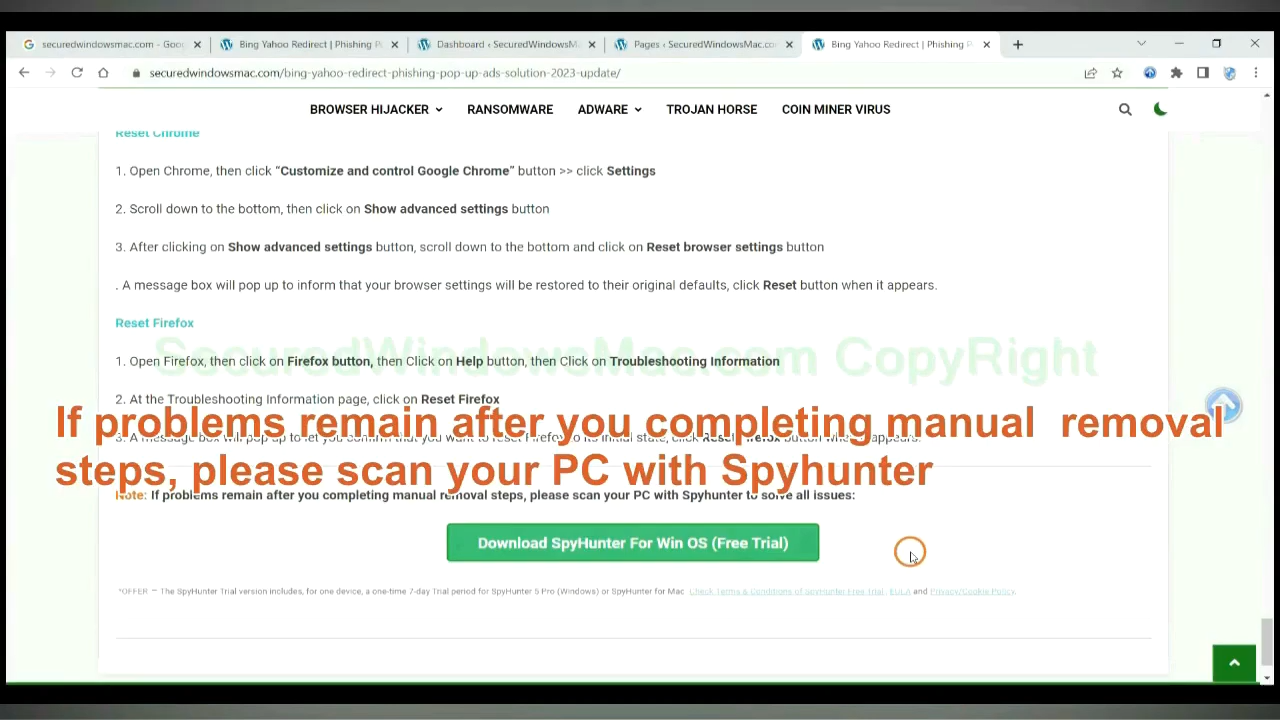 securedwindowsmac.com - Goo
Bing Yahoo Redirect | Phishing P
Dashboard ‹ SecuredWindowsM
Pages ‹ SecuredWindowsMac.co
Bing Yahoo Redirect | Phishing P
securedwindowsmac.com/bing-yahoo-redirect-phishing-pop-up-ads-solution-2023-update/
BROWSER HIJACKER RANSOMWARE ADWARE TROJAN HORSE COIN MINER VIRUS
Reset Chrome
1. Open Chrome, then click “Customize and control Google Chrome” button >> click Settings
2. Scroll down to the bottom, then click on Show advanced settings button
3. After clicking on Show advanced settings button, scroll down to the bottom and click on Reset browser settings button
. A message box will pop up to inform that your browser settings will be restored to their original defaults, click Reset button when it appears.
Reset Firefox
SecuredWindowsMac.com CopyRight
1. Open Firefox, then click on Firefox button, then Click on Help button, then Click on Troubleshooting Information
2. At the Troubleshooting Information page, click on Reset Firefox
If problems remain after you completing manual removal
3. A message box will pop up to let you confirm that you want to reset Firefox to its initial state, click Reset Firefox button when it appears.
steps, please scan your PC with Spyhunter
Note: If problems remain after you completing manual removal steps, please scan your PC with Spyhunter to solve all issues:
Download SpyHunter For Win OS (Free Trial)
*OFFER – The SpyHunter Trial version includes, for one device, a one-time 7-day Trial period for SpyHunter 5 Pro (Windows) or SpyHunter for Mac Check Terms & Conditions of SpyHunter Free Trial, EULA and Privacy/Cookie Policy.